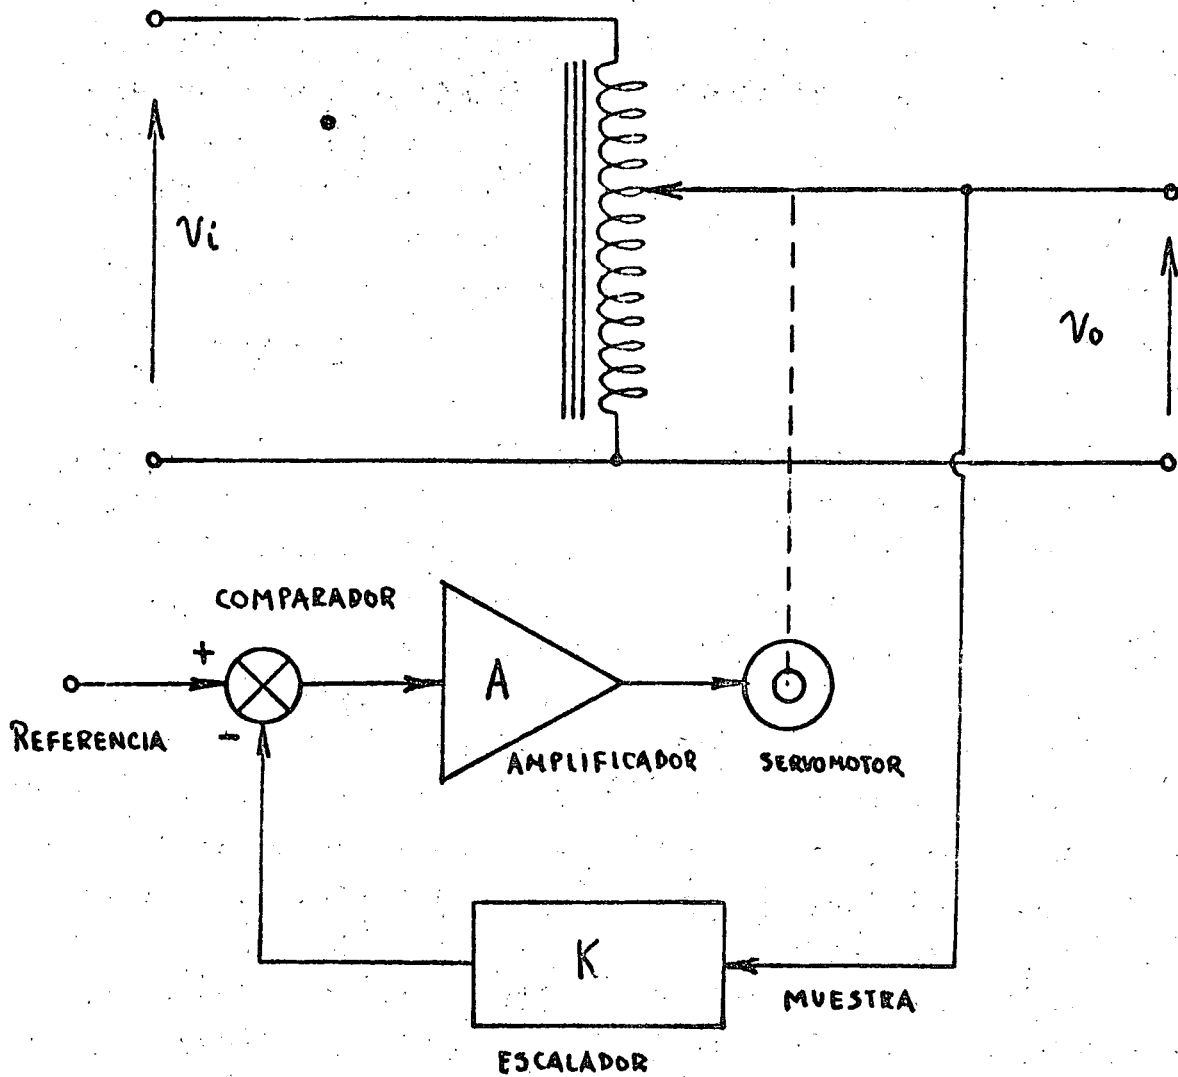 Vi
Vo
COMPARADOR
+
A
REFERENCIA
-
AMPLIFICADOR
SERVOMOTOR
K
MUESTRA
ESCALADOR